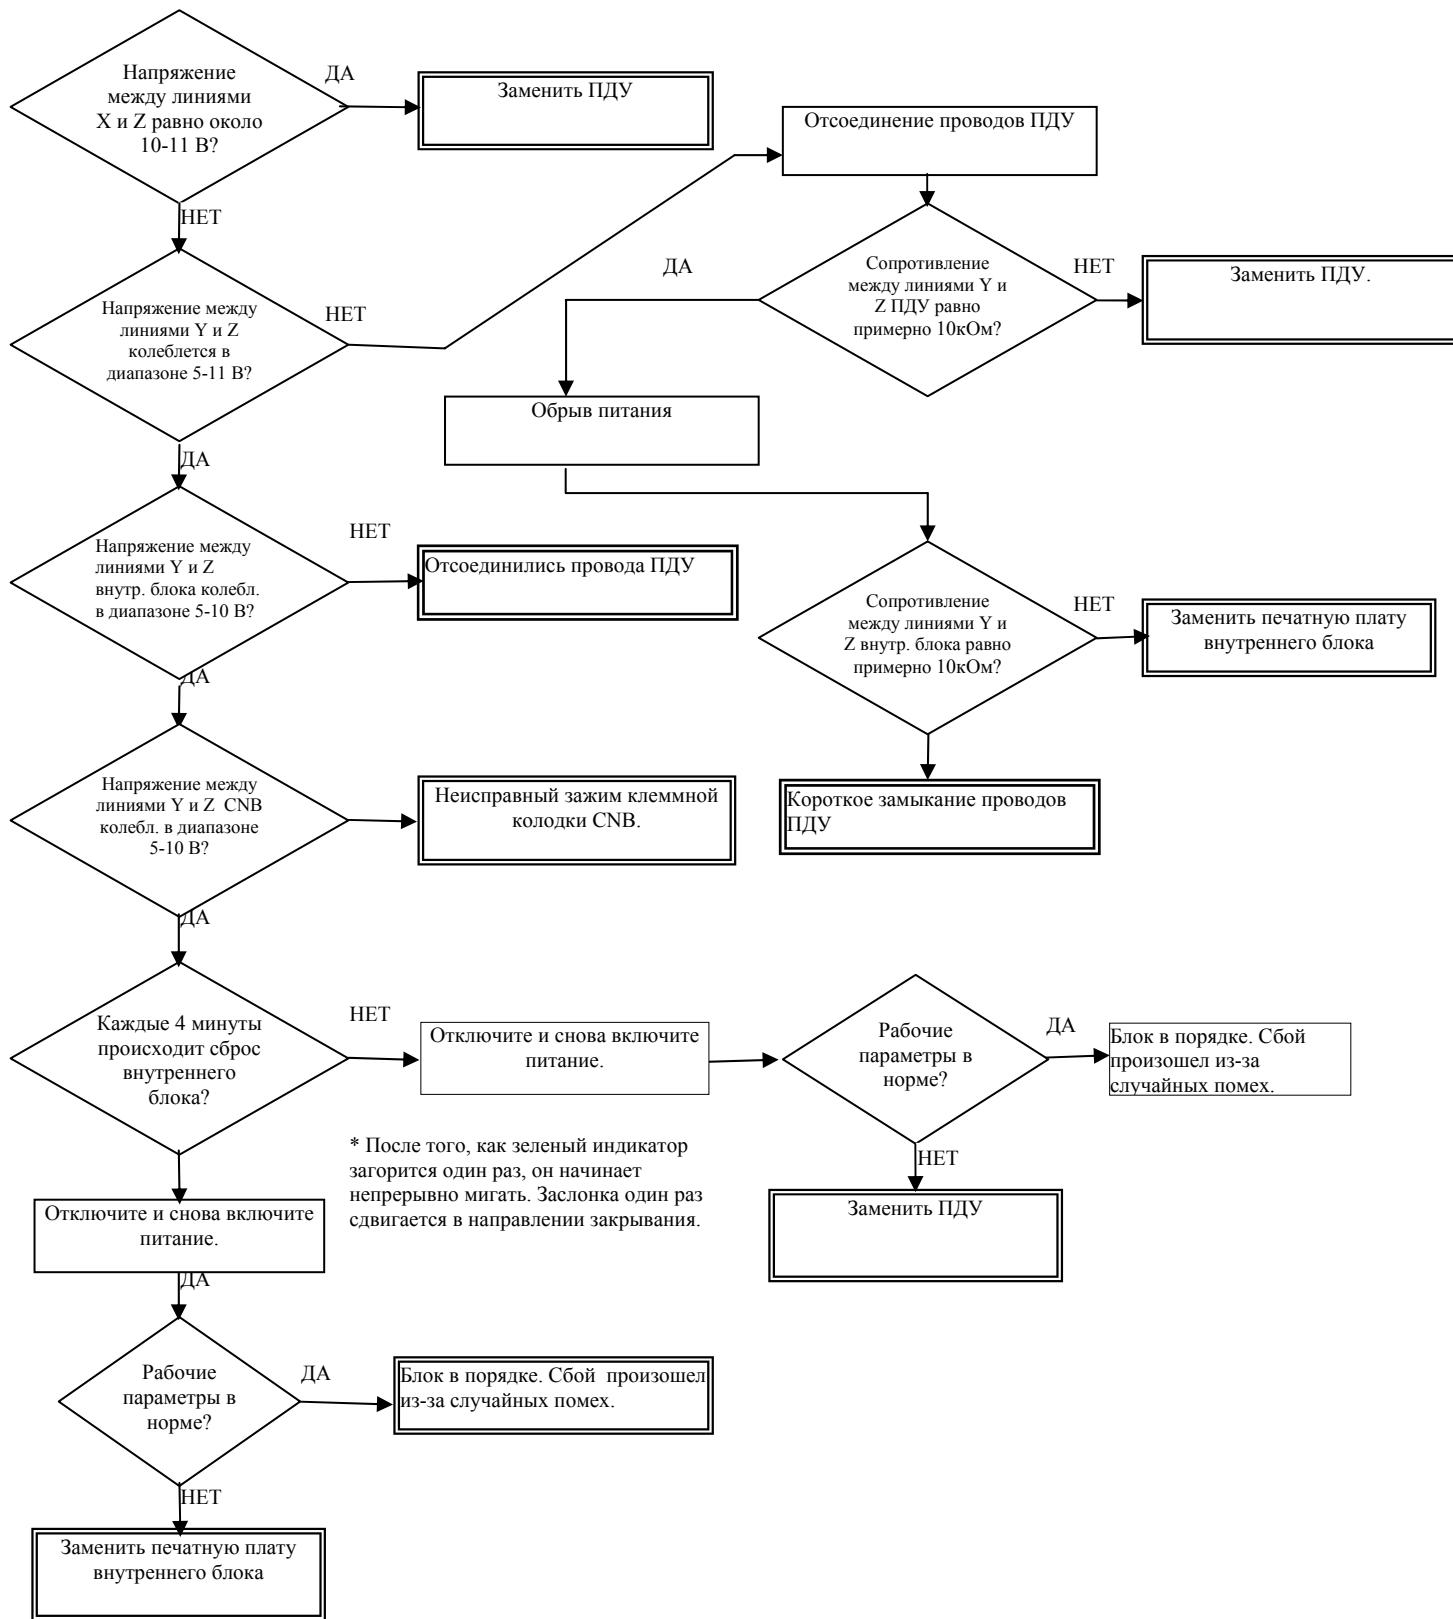 Напряжение
между линиями
X и Z равно около
10-11 В?
ДА
Заменить ПДУ
НЕТ
Отсоединение проводов ПДУ
Напряжение между
линиями Y и Z
колеблется в
диапазоне 5-11 В?
НЕТ
Сопротивление
между линиями Y и
Z ПДУ равно
примерно 10кОм?
ДА
НЕТ
Заменить ПДУ.
Обрыв питания
ДА
Напряжение между
линиями Y и Z
внутр. блока колебл.
в диапазоне 5-10 В?
НЕТ
Отсоединились провода ПДУ
Сопротивление
между линиями Y и
Z внутр. блока равно
примерно 10кОм?
НЕТ
Заменить печатную плату
внутреннего блока
ДА
Напряжение между
линиями Y и Z  CNB
колебл. в диапазоне
5-10 В?
Неисправный зажим клеммной
колодки CNB.
Короткое замыкание проводов
ПДУ
ДА
Каждые 4 минуты
происходит сброс
внутреннего
блока?
НЕТ
Отключите и снова включите
питание.
Рабочие
параметры в
норме?
ДА
Блок в порядке. Сбой
произошел из-за
случайных помех.
* После того, как зеленый индикатор
загорится один раз, он начинает
непрерывно мигать. Заслонка один раз
сдвигается в направлении закрывания.
НЕТ
Заменить ПДУ
Отключите и снова включите
питание.
ДА
Рабочие
параметры в
норме?
ДА
Блок в порядке. Сбой  произошел
из-за случайных помех.
НЕТ
Заменить печатную плату
внутреннего блока